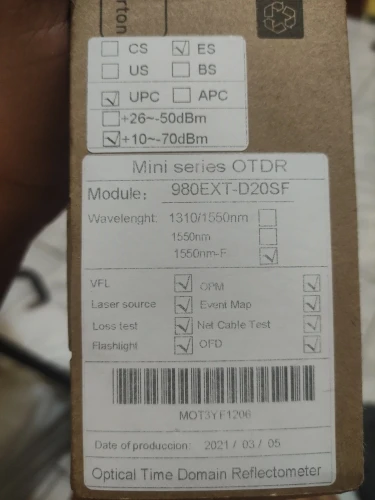 rton
CS ES
US BS
UPC APC
+26~-50dBm
+10~-70dBm
Mini series OTDR
Module: 980EXT-D20SF
Wavelenght: 1310/1550nm
1550nm
1550nm-F
VFL OPM
Laser source Event Map
Loss test Net Cable Test
Flashlight OFD
MOT3YF1206
Date of produccion: 2021 / 03 / 05
Optical Time Domain Reflectometer